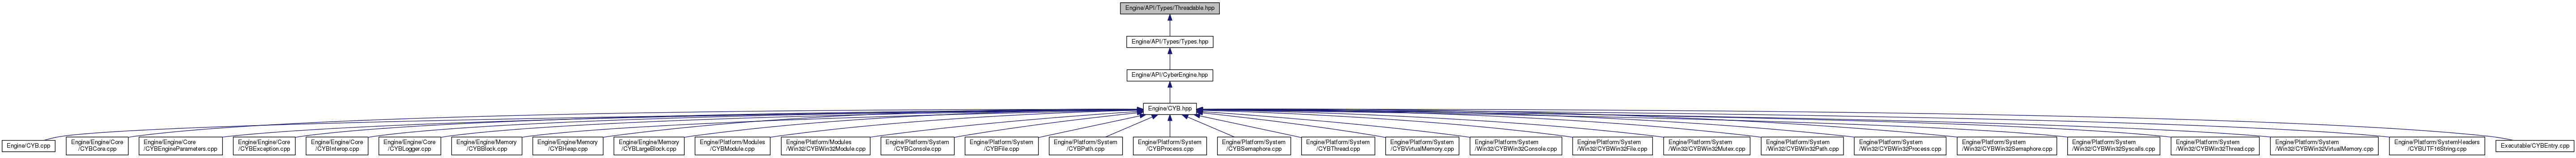 Engine/API/Types/Threadable.hpp
Engine/API/Types/Types.hpp
Engine/API/CyberEngine.hpp
Engine/CYB.hpp
Engine/CYB.cpp
Engine/Engine/Core
/CYBCore.cpp
Engine/Engine/Core
/CYBEngineParameters.cpp
Engine/Engine/Core
/CYBException.cpp
Engine/Engine/Core
/CYBInterop.cpp
Engine/Engine/Core
/CYBLogger.cpp
Engine/Engine/Memory
/CYBBlock.cpp
Engine/Engine/Memory
/CYBHeap.cpp
Engine/Engine/Memory
/CYBLargeBlock.cpp
Engine/Platform/Modules
/CYBModule.cpp
Engine/Platform/Modules
/Win32/CYBWin32Module.cpp
Engine/Platform/System
/CYBConsole.cpp
Engine/Platform/System
/CYBFile.cpp
Engine/Platform/System
/CYBPath.cpp
Engine/Platform/System
/CYBProcess.cpp
Engine/Platform/System
/CYBSemaphore.cpp
Engine/Platform/System
/CYBThread.cpp
Engine/Platform/System
/CYBVirtualMemory.cpp
Engine/Platform/System
/Win32/CYBWin32Console.cpp
Engine/Platform/System
/Win32/CYBWin32File.cpp
Engine/Platform/System
/Win32/CYBWin32Mutex.cpp
Engine/Platform/System
/Win32/CYBWin32Path.cpp
Engine/Platform/System
/Win32/CYBWin32Process.cpp
Engine/Platform/System
/Win32/CYBWin32Semaphore.cpp
Engine/Platform/System
/Win32/CYBWin32Syscalls.cpp
Engine/Platform/System
/Win32/CYBWin32Thread.cpp
Engine/Platform/System
/Win32/CYBWin32VirtualMemory.cpp
Engine/Platform/SystemHeaders
/CYBUTF16String.cpp
Executable/CYBEntry.cpp